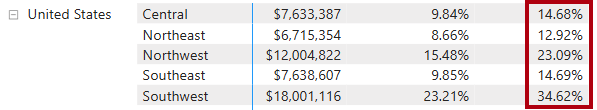 United States Central $7,633,387 9.84% 14.68%
Northeast $6,715,354 8.66% 12.92%
Northwest $12,004,822 15.48% 23.09%
Southeast $7,638,607 9.85% 14.69%
Southwest $18,001,116 23.21% 34.62%